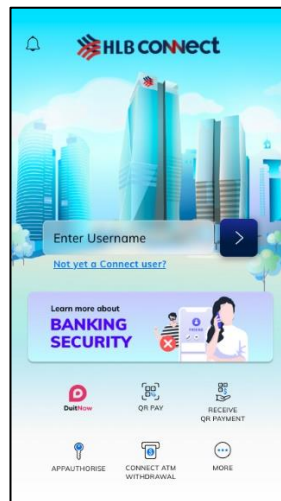 HLB CONNECT
Enter Username
Not yet a Connect user?
Learn more about
BANKING
SECURITY
DuitNow
QR PAY
RECEIVE
QR PAYMENT
APPAUTHORISE
CONNECT ATM
WITHDRAWAL
MORE